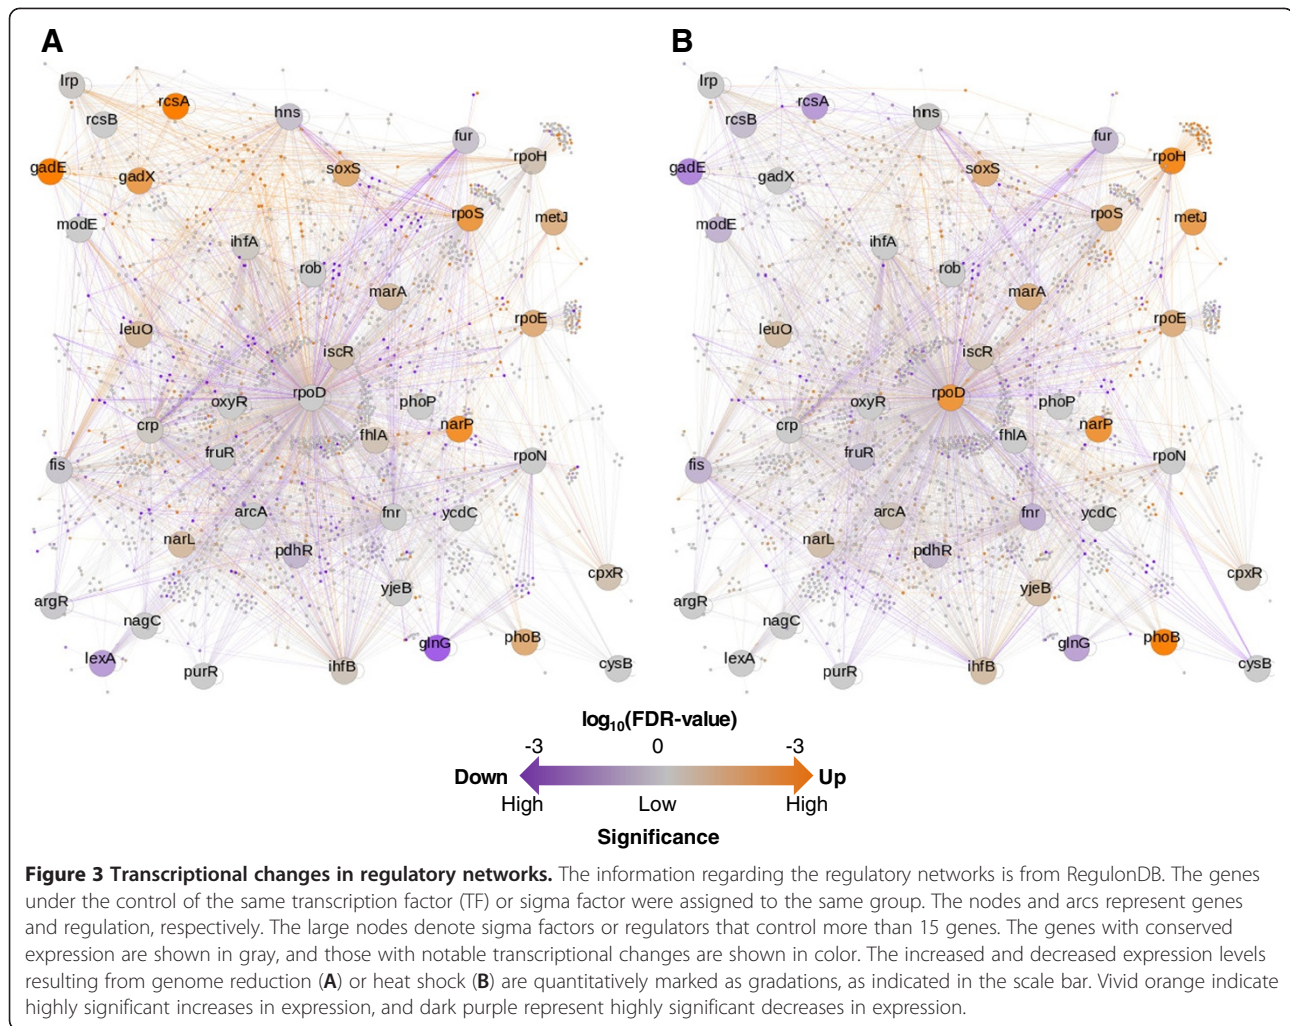 A
B
lrp
rcsA
rcsB
hns
fur
rpoH
gadE
gadX
soxS
rpoS
metJ
modE
ihfA
rob
marA
rpoE
leuO
iscR
rpoD
oxyR
phoP
crp
narP
fhlA
fruR
fis
rpoN
arcA
fnr
ycdC
narL
pdhR
cpxR
yjeB
argR
nagC
glnG
phoB
lexA
purR
ihfB
cysB
lrp
rcsA
rcsB
hns
fur
rpoH
gadE
gadX
soxS
rpoS
metJ
modE
ihfA
rob
marA
rpoE
leuO
iscR
rpoD
oxyR
phoP
crp
narP
fhlA
fruR
fis
rpoN
arcA
fnr
ycdC
narL
pdhR
cpxR
yjeB
argR
nagC
glnG
phoB
lexA
purR
ihfB
cysB
log10(FDR-value)
-3 0 -3
Down Up
High Low High
Significance
Figure 3 Transcriptional changes in regulatory networks. The information regarding the regulatory networks is from RegulonDB. The genes
under the control of the same transcription factor (TF) or sigma factor were assigned to the same group. The nodes and arcs represent genes
and regulation, respectively. The large nodes denote sigma factors or regulators that control more than 15 genes. The genes with conserved
expression are shown in gray, and those with notable transcriptional changes are shown in color. The increased and decreased expression levels
resulting from genome reduction (A) or heat shock (B) are quantitatively marked as gradations, as indicated in the scale bar. Vivid orange indicate
highly significant increases in expression, and dark purple represent highly significant decreases in expression.